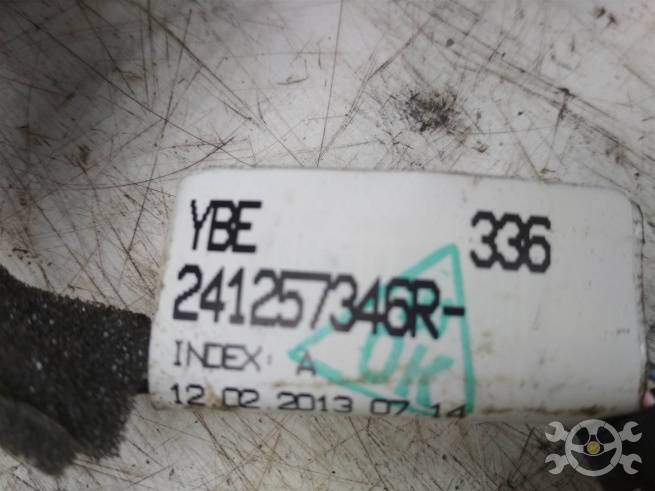 YBE 336
241257346R-
OK
INDEX: A
12.02.2013 07:14